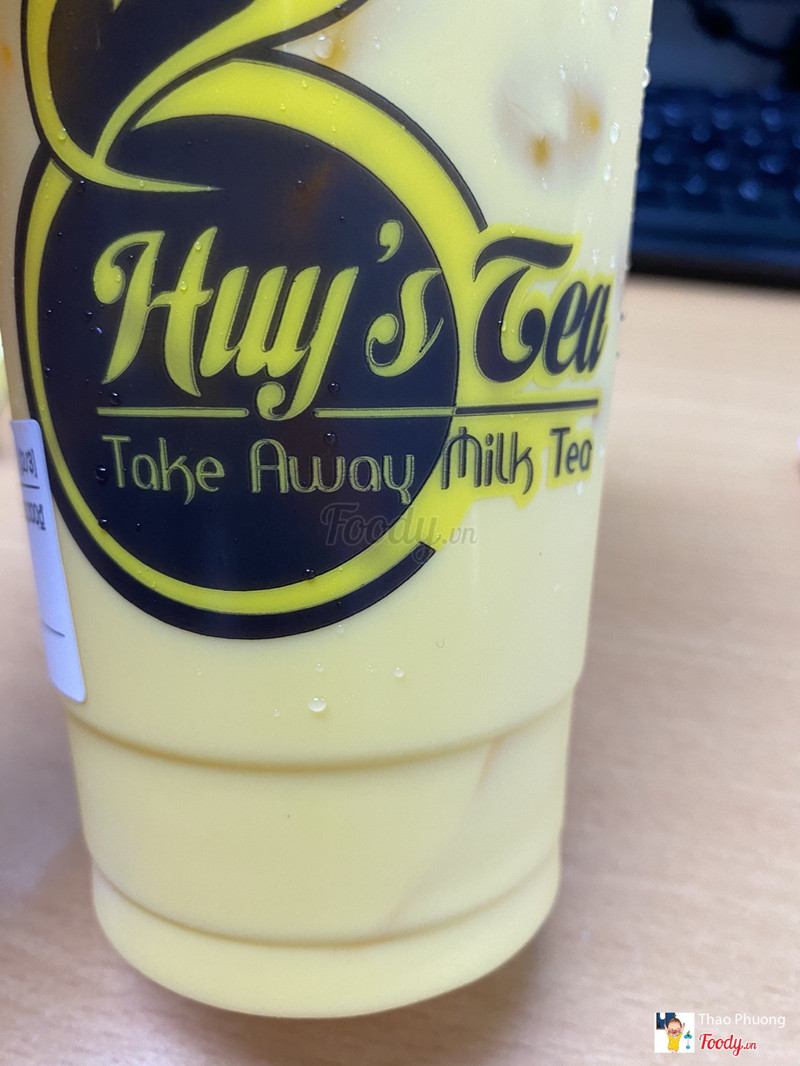 Huy's Tea
Take Away Milk Tea
Foody.vn
Thao Phuong
Foody.vn